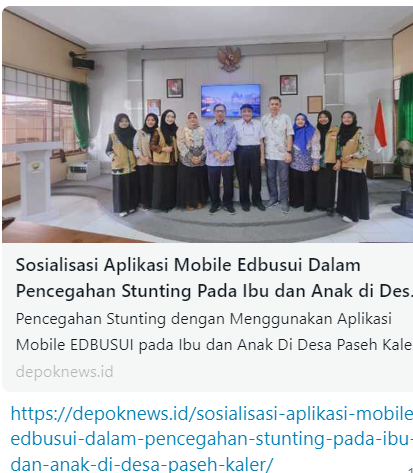 Sosialisasi Aplikasi Mobile Edbusui Dalam
Pencegahan Stunting Pada Ibu dan Anak di Des.
Pencegahan Stunting dengan Menggunakan Aplikasi
Mobile EDBUSUI pada Ibu dan Anak Di Desa Paseh Kale
depoknews.id
https://depoknews.id/sosialisasi-aplikasi-mobile
edbusui-dalam-pencegahan-stunting-pada-ibu-
dan-anak-di-desa-paseh-kaler/